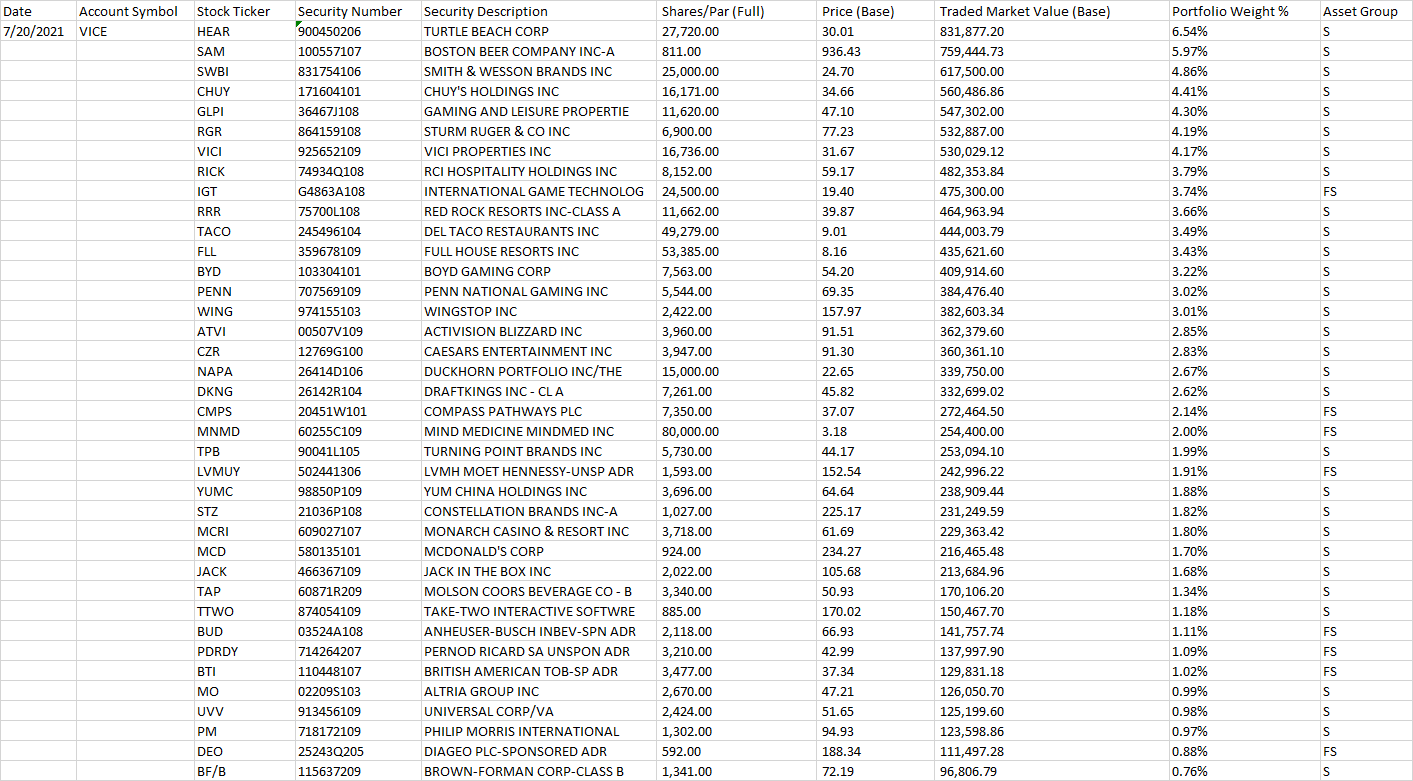 Date Account Symbol Stock Ticker Security Number Security Description Shares/Par (Full) Price (Base) Traded Market Value (Base) Portfolio Weight % Asset Group
7/20/2021 VICE HEAR 900450206 TURTLE BEACH CORP 27,720.00 30.01 831,877.20 6.54% S
SAM 100557107 BOSTON BEER COMPANY INC-A 811.00 936.43 759,444.73 5.97% S
SWBI 831754106 SMITH & WESSON BRANDS INC 25,000.00 24.70 617,500.00 4.86% S
CHUY 171604101 CHUY'S HOLDINGS INC 16,171.00 34.66 560,486.86 4.41% S
GLPI 36467J108 GAMING AND LEISURE PROPERTIE 11,620.00 47.10 547,302.00 4.30% S
RGR 864159108 STURM RUGER & CO INC 6,900.00 77.23 532,887.00 4.19% S
VICI 925652109 VICI PROPERTIES INC 16,736.00 31.67 530,029.12 4.17% S
RICK 74934Q108 RCI HOSPITALITY HOLDINGS INC 8,152.00 59.17 482,353.84 3.79% S
IGT G4863A108 INTERNATIONAL GAME TECHNOLOG 24,500.00 19.40 475,300.00 3.74% FS
RRR 75700L108 RED ROCK RESORTS INC-CLASS A 11,662.00 39.87 464,963.94 3.66% S
TACO 245496104 DEL TACO RESTAURANTS INC 49,279.00 9.01 444,003.79 3.49% S
FLL 359678109 FULL HOUSE RESORTS INC 53,385.00 8.16 435,621.60 3.43% S
BYD 103304101 BOYD GAMING CORP 7,563.00 54.20 409,914.60 3.22% S
PENN 707569109 PENN NATIONAL GAMING INC 5,544.00 69.35 384,476.40 3.02% S
WING 974155103 WINGSTOP INC 2,422.00 157.97 382,603.34 3.01% S
ATVI 00507V109 ACTIVISION BLIZZARD INC 3,960.00 91.51 362,379.60 2.85% S
CZR 12769G100 CAESARS ENTERTAINMENT INC 3,947.00 91.30 360,361.10 2.83% S
NAPA 26414D106 DUCKHORN PORTFOLIO INC/THE 15,000.00 22.65 339,750.00 2.67% S
DKNG 26142R104 DRAFTKINGS INC - CL A 7,261.00 45.82 332,699.02 2.62% S
CMPS 20451W101 COMPASS PATHWAYS PLC 7,350.00 37.07 272,464.50 2.14% FS
MNMD 60255C109 MIND MEDICINE MINDMED INC 80,000.00 3.18 254,400.00 2.00% FS
TPB 90041L105 TURNING POINT BRANDS INC 5,730.00 44.17 253,094.10 1.99% S
LVMUY 502441306 LVMH MOET HENNESSY-UNSP ADR 1,593.00 152.54 242,996.22 1.91% FS
YUMC 98850P109 YUM CHINA HOLDINGS INC 3,696.00 64.64 238,909.44 1.88% S
STZ 21036P108 CONSTELLATION BRANDS INC-A 1,027.00 225.17 231,249.59 1.82% S
MCRI 609027107 MONARCH CASINO & RESORT INC 3,718.00 61.69 229,363.42 1.80% S
MCD 580135101 MCDONALD'S CORP 924.00 234.27 216,465.48 1.70% S
JACK 466367109 JACK IN THE BOX INC 2,022.00 105.68 213,684.96 1.68% S
TAP 60871R209 MOLSON COORS BEVERAGE CO - B 3,340.00 50.93 170,106.20 1.34% S
TTWO 874054109 TAKE-TWO INTERACTIVE SOFTWRE 885.00 170.02 150,467.70 1.18% S
BUD 03524A108 ANHEUSER-BUSCH INBEV-SPN ADR 2,118.00 66.93 141,757.74 1.11% FS
PDRDY 714264207 PERNOD RICARD SA UNSPON ADR 3,210.00 42.99 137,997.90 1.09% FS
BTI 110448107 BRITISH AMERICAN TOB-SP ADR 3,477.00 37.34 129,831.18 1.02% FS
MO 02209S103 ALTRIA GROUP INC 2,670.00 47.21 126,050.70 0.99% S
UVV 913456109 UNIVERSAL CORP/VA 2,424.00 51.65 125,199.60 0.98% S
PM 718172109 PHILIP MORRIS INTERNATIONAL 1,302.00 94.93 123,598.86 0.97% S
DEO 25243Q205 DIAGEO PLC-SPONSORED ADR 592.00 188.34 111,497.28 0.88% FS
BF/B 115637209 BROWN-FORMAN CORP-CLASS B 1,341.00 72.19 96,806.79 0.76% S